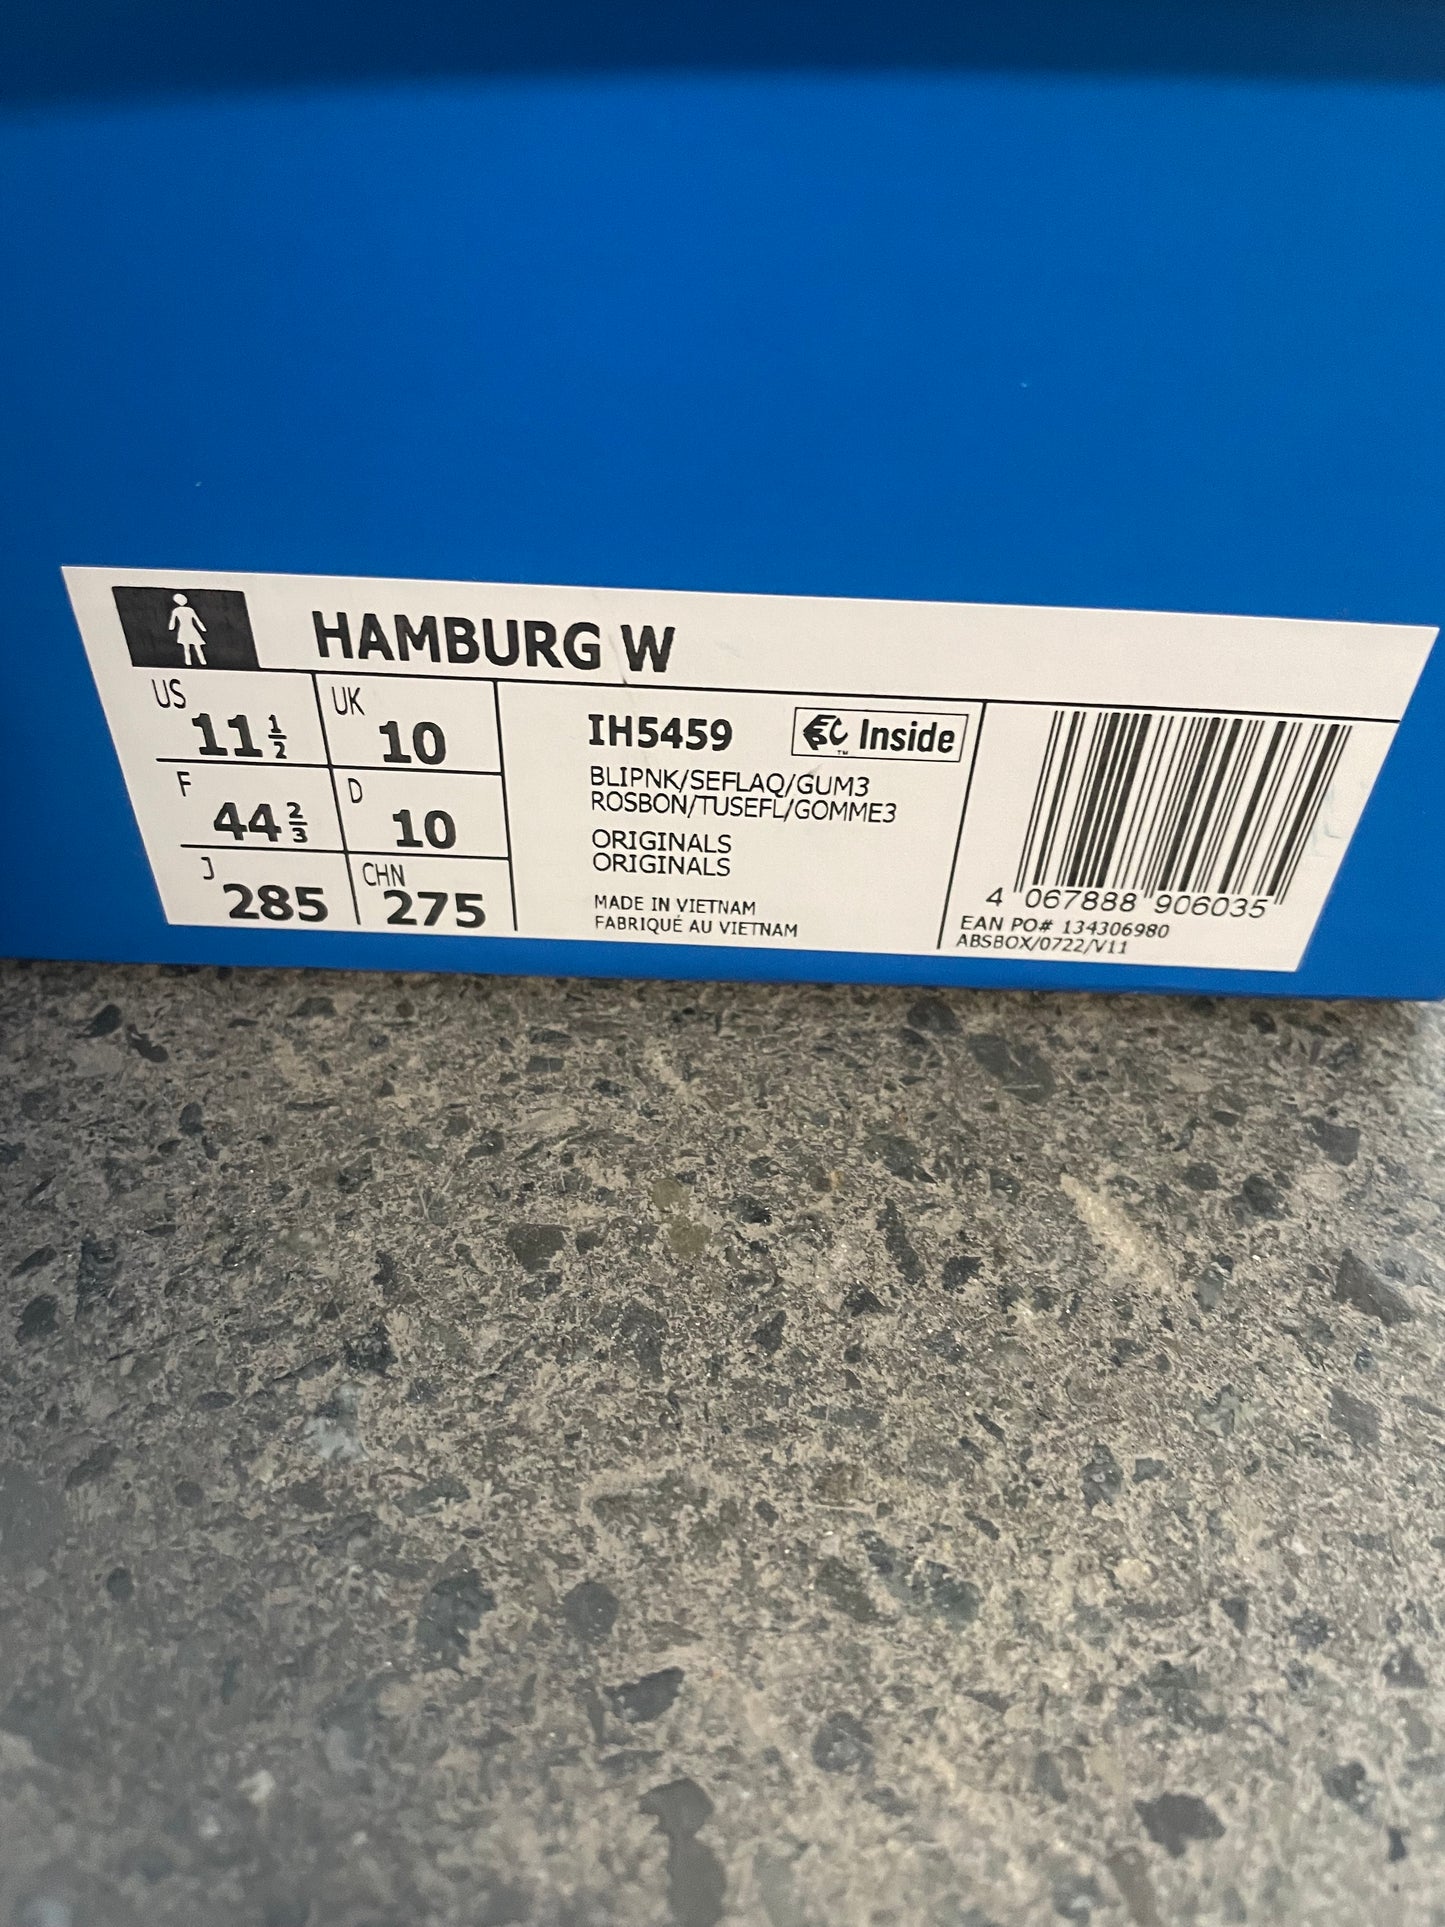 HAMBURG W
US 11 1/2
UK 10
F 44 2/3
D 10
J 285
CHN 275
IH5459
SC™ Inside
BLIPNK/SEFLAQ/GUM3
ROSBON/TUSEFL/GOMME3
ORIGINALS
ORIGINALS
MADE IN VIETNAM
FABRIQUÉ AU VIETNAM
4 067888 906035
EAN PO# 134306980
ABSBOX/0722/V11